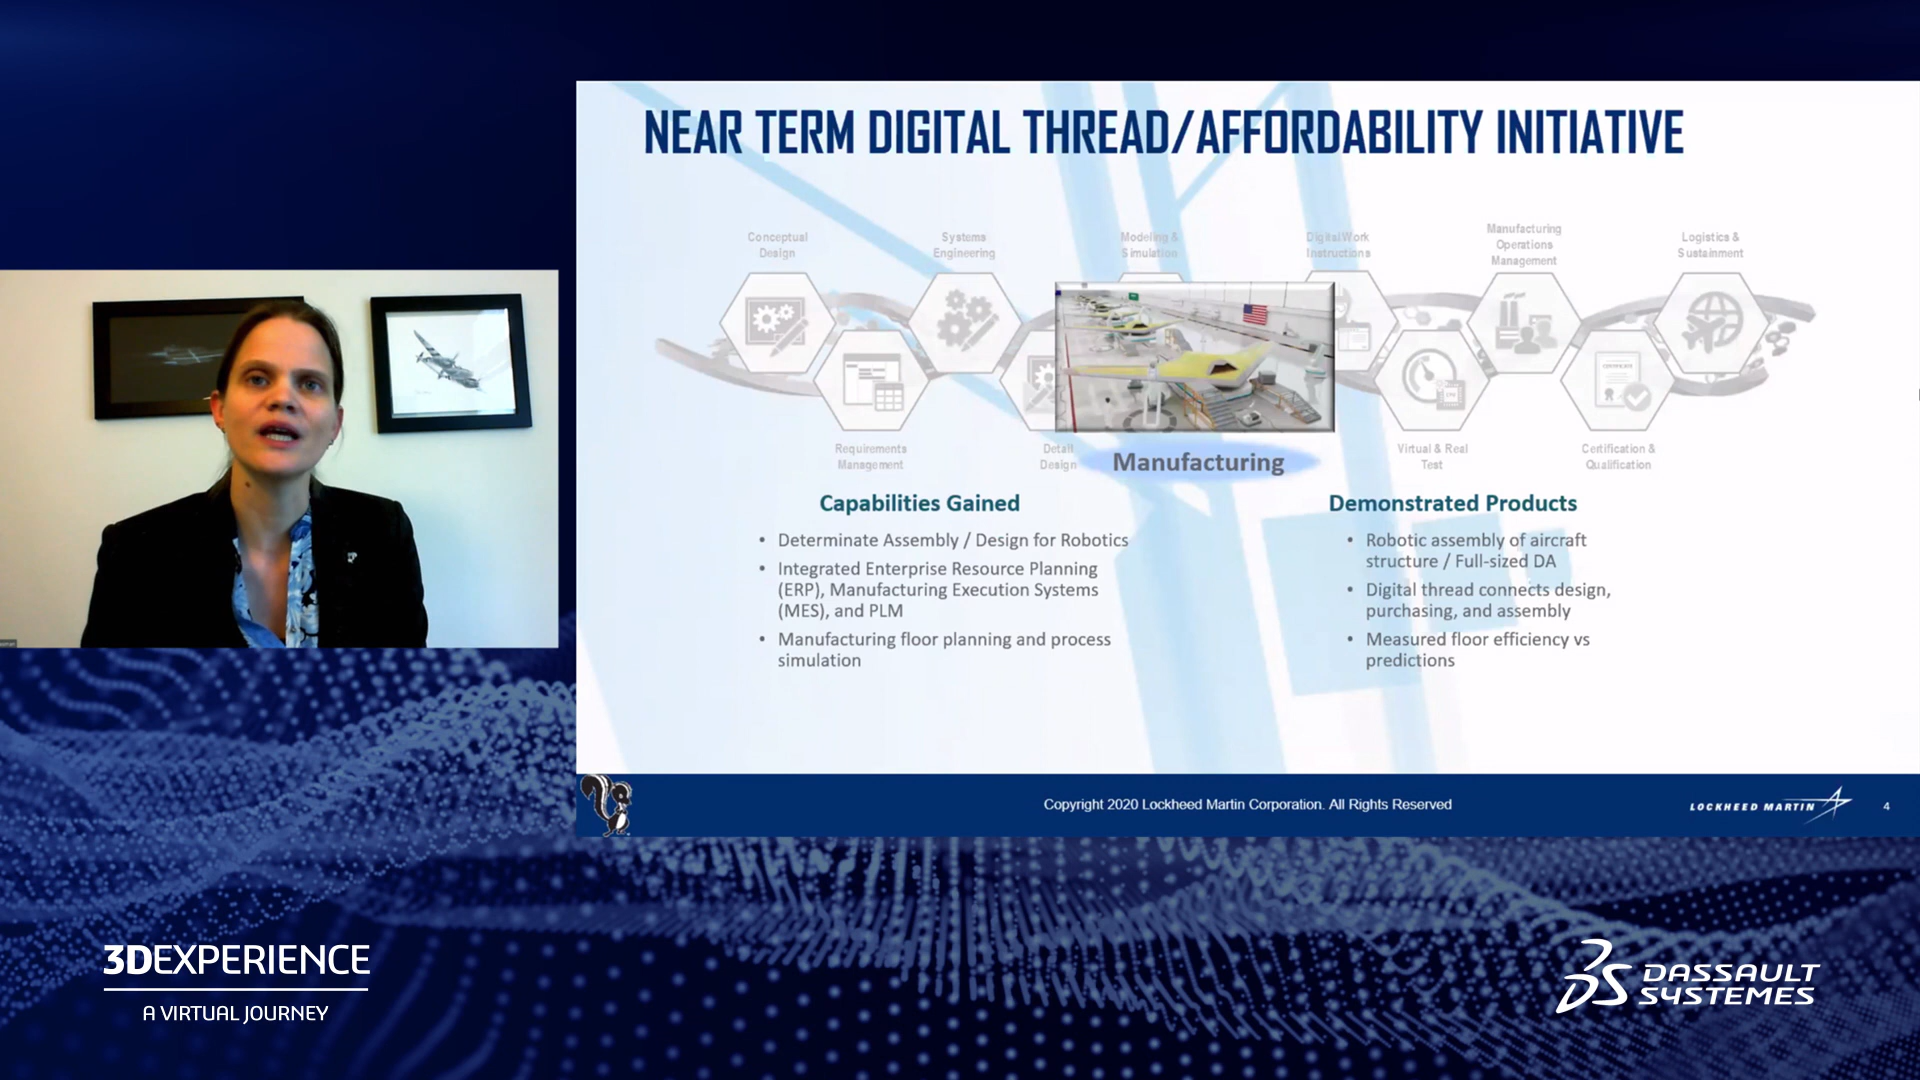 NEAR TERM DIGITAL THREAD/AFFORDABILITY INITIATIVE
Conceptual
Design
Systems
Engineering
Modeling &
Simulation
Digital Work
Instructions
Manufacturing
Operations
Management
Logistics &
Sustainment
Requirements
Management
Detail
Design
Manufacturing
Virtual & Real
Test
Certification &
Qualification
Capabilities Gained
• Determinate Assembly / Design for Robotics
• Integrated Enterprise Resource Planning
(ERP), Manufacturing Execution Systems
(MES), and PLM
• Manufacturing floor planning and process
simulation
Demonstrated Products
• Robotic assembly of aircraft
structure / Full-sized DA
• Digital thread connects design,
purchasing, and assembly
• Measured floor efficiency vs
predictions
Copyright 2020 Lockheed Martin Corporation. All Rights Reserved
LOCKHEED MARTIN
4
3DEXPERIENCE
A VIRTUAL JOURNEY
DASSAULT
SYSTEMES